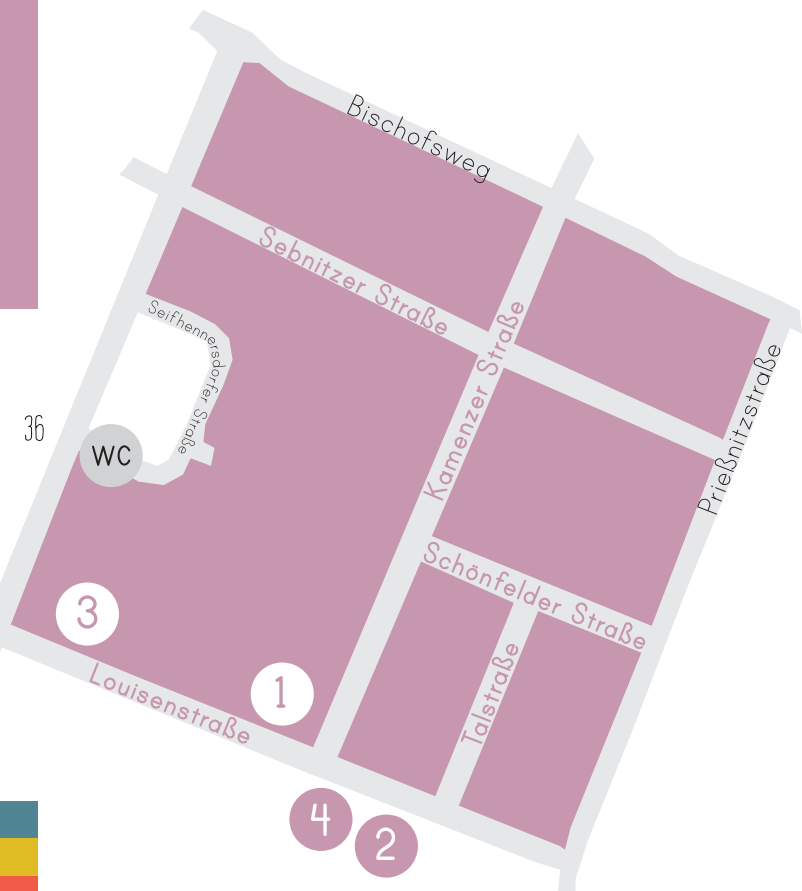 Bischofsweg
Sebnitzer Straße
Kamenzer Straße
Seifhennersdorfer Straße
Prießnitzstraße
36
WC
Schönfelder Straße
3
Talstraße
1
Louisenstraße
4
2